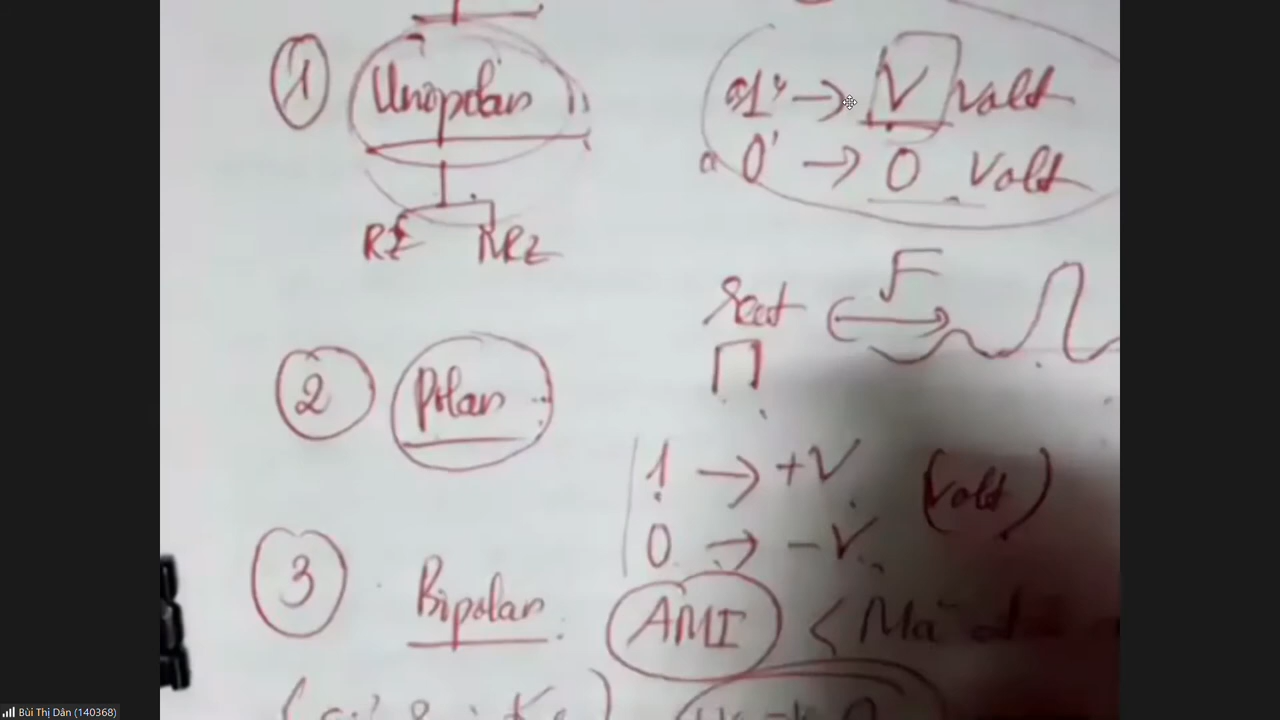 1 Unipolar
"1" → V Volt
"0" → 0 Volt
RZ NRZ
F
2 Polar
1 → +V (Volt)
0 → -V
3 Bipolar AMI < Mã
Bùi Thị Dân (140368)